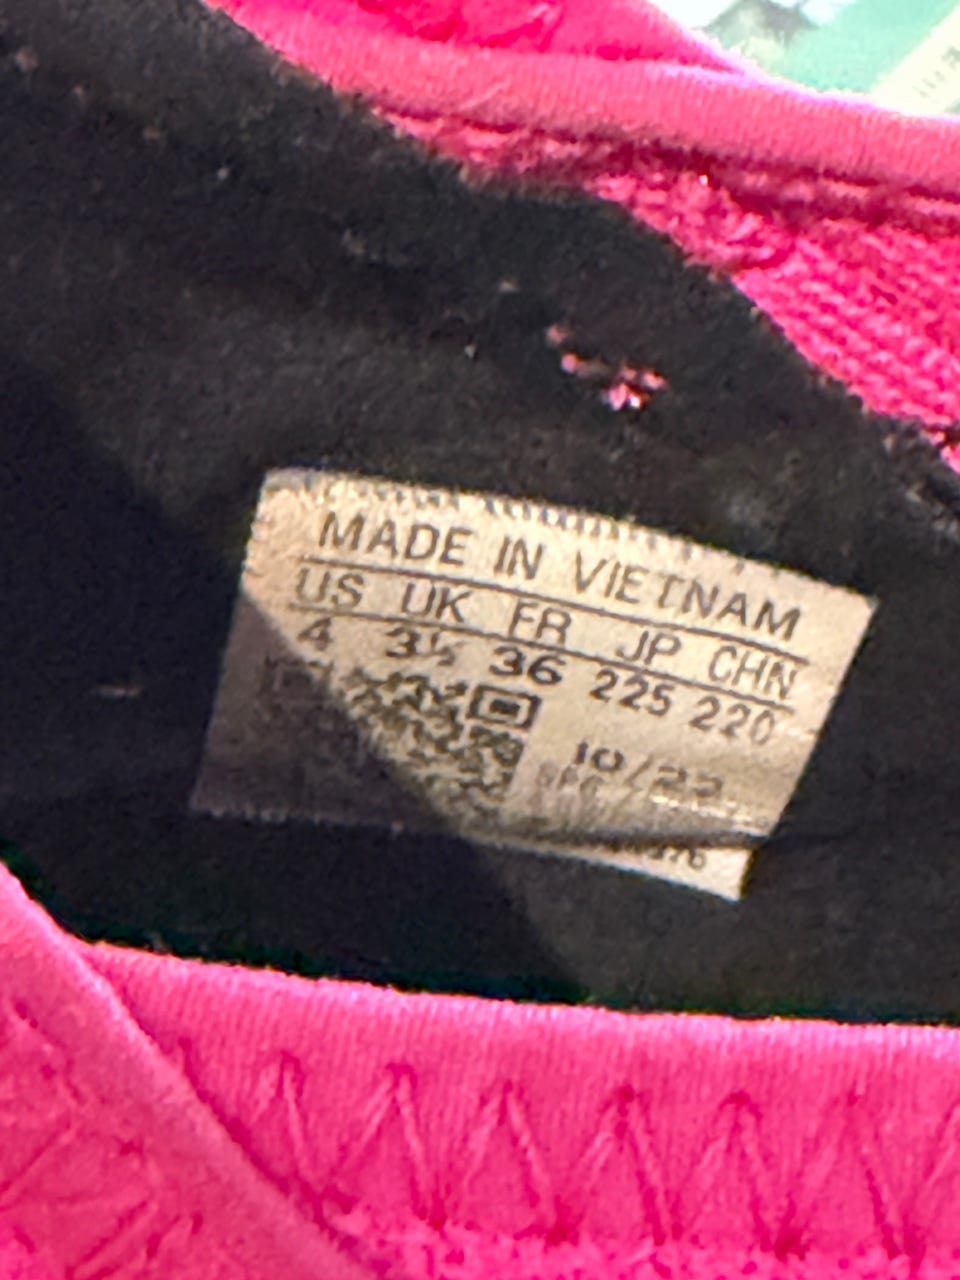 MADE IN VIETNAM
US UK FR JP CHN
4 3½ 36 225 220
10/22